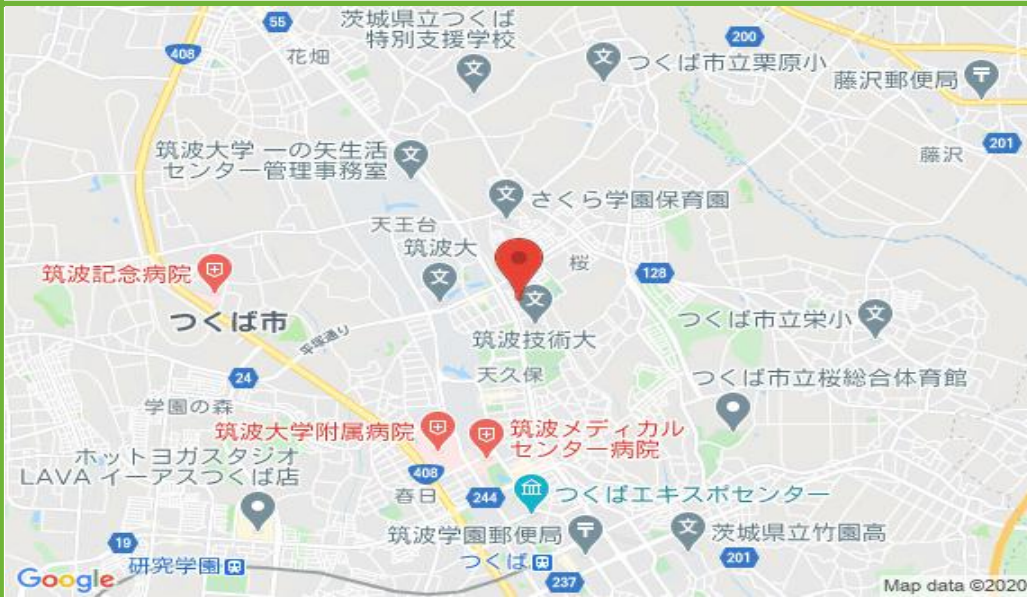 55
茨城県立つくば
特別支援学校
200
408
花畑
つくば市立栗原小
藤沢郵便局
筑波大学 一の矢生活
センター管理事務室
201
藤沢
さくら学園保育園
天王台
筑波大
桜
筑波記念病院
128
つくば市
平塚通り
筑波技術大
つくば市立栄小
24
天久保
つくば市立桜総合体育館
学園の森
筑波大学附属病院
筑波メディカル
センター病院
ホットヨガスタジオ
LAVA イーアスつくば店
408
春日
244
つくばエキスポセンター
筑波学園郵便局
茨城県立竹園高
19
研究学園
つくば
201
237
Google
Map data ©2020